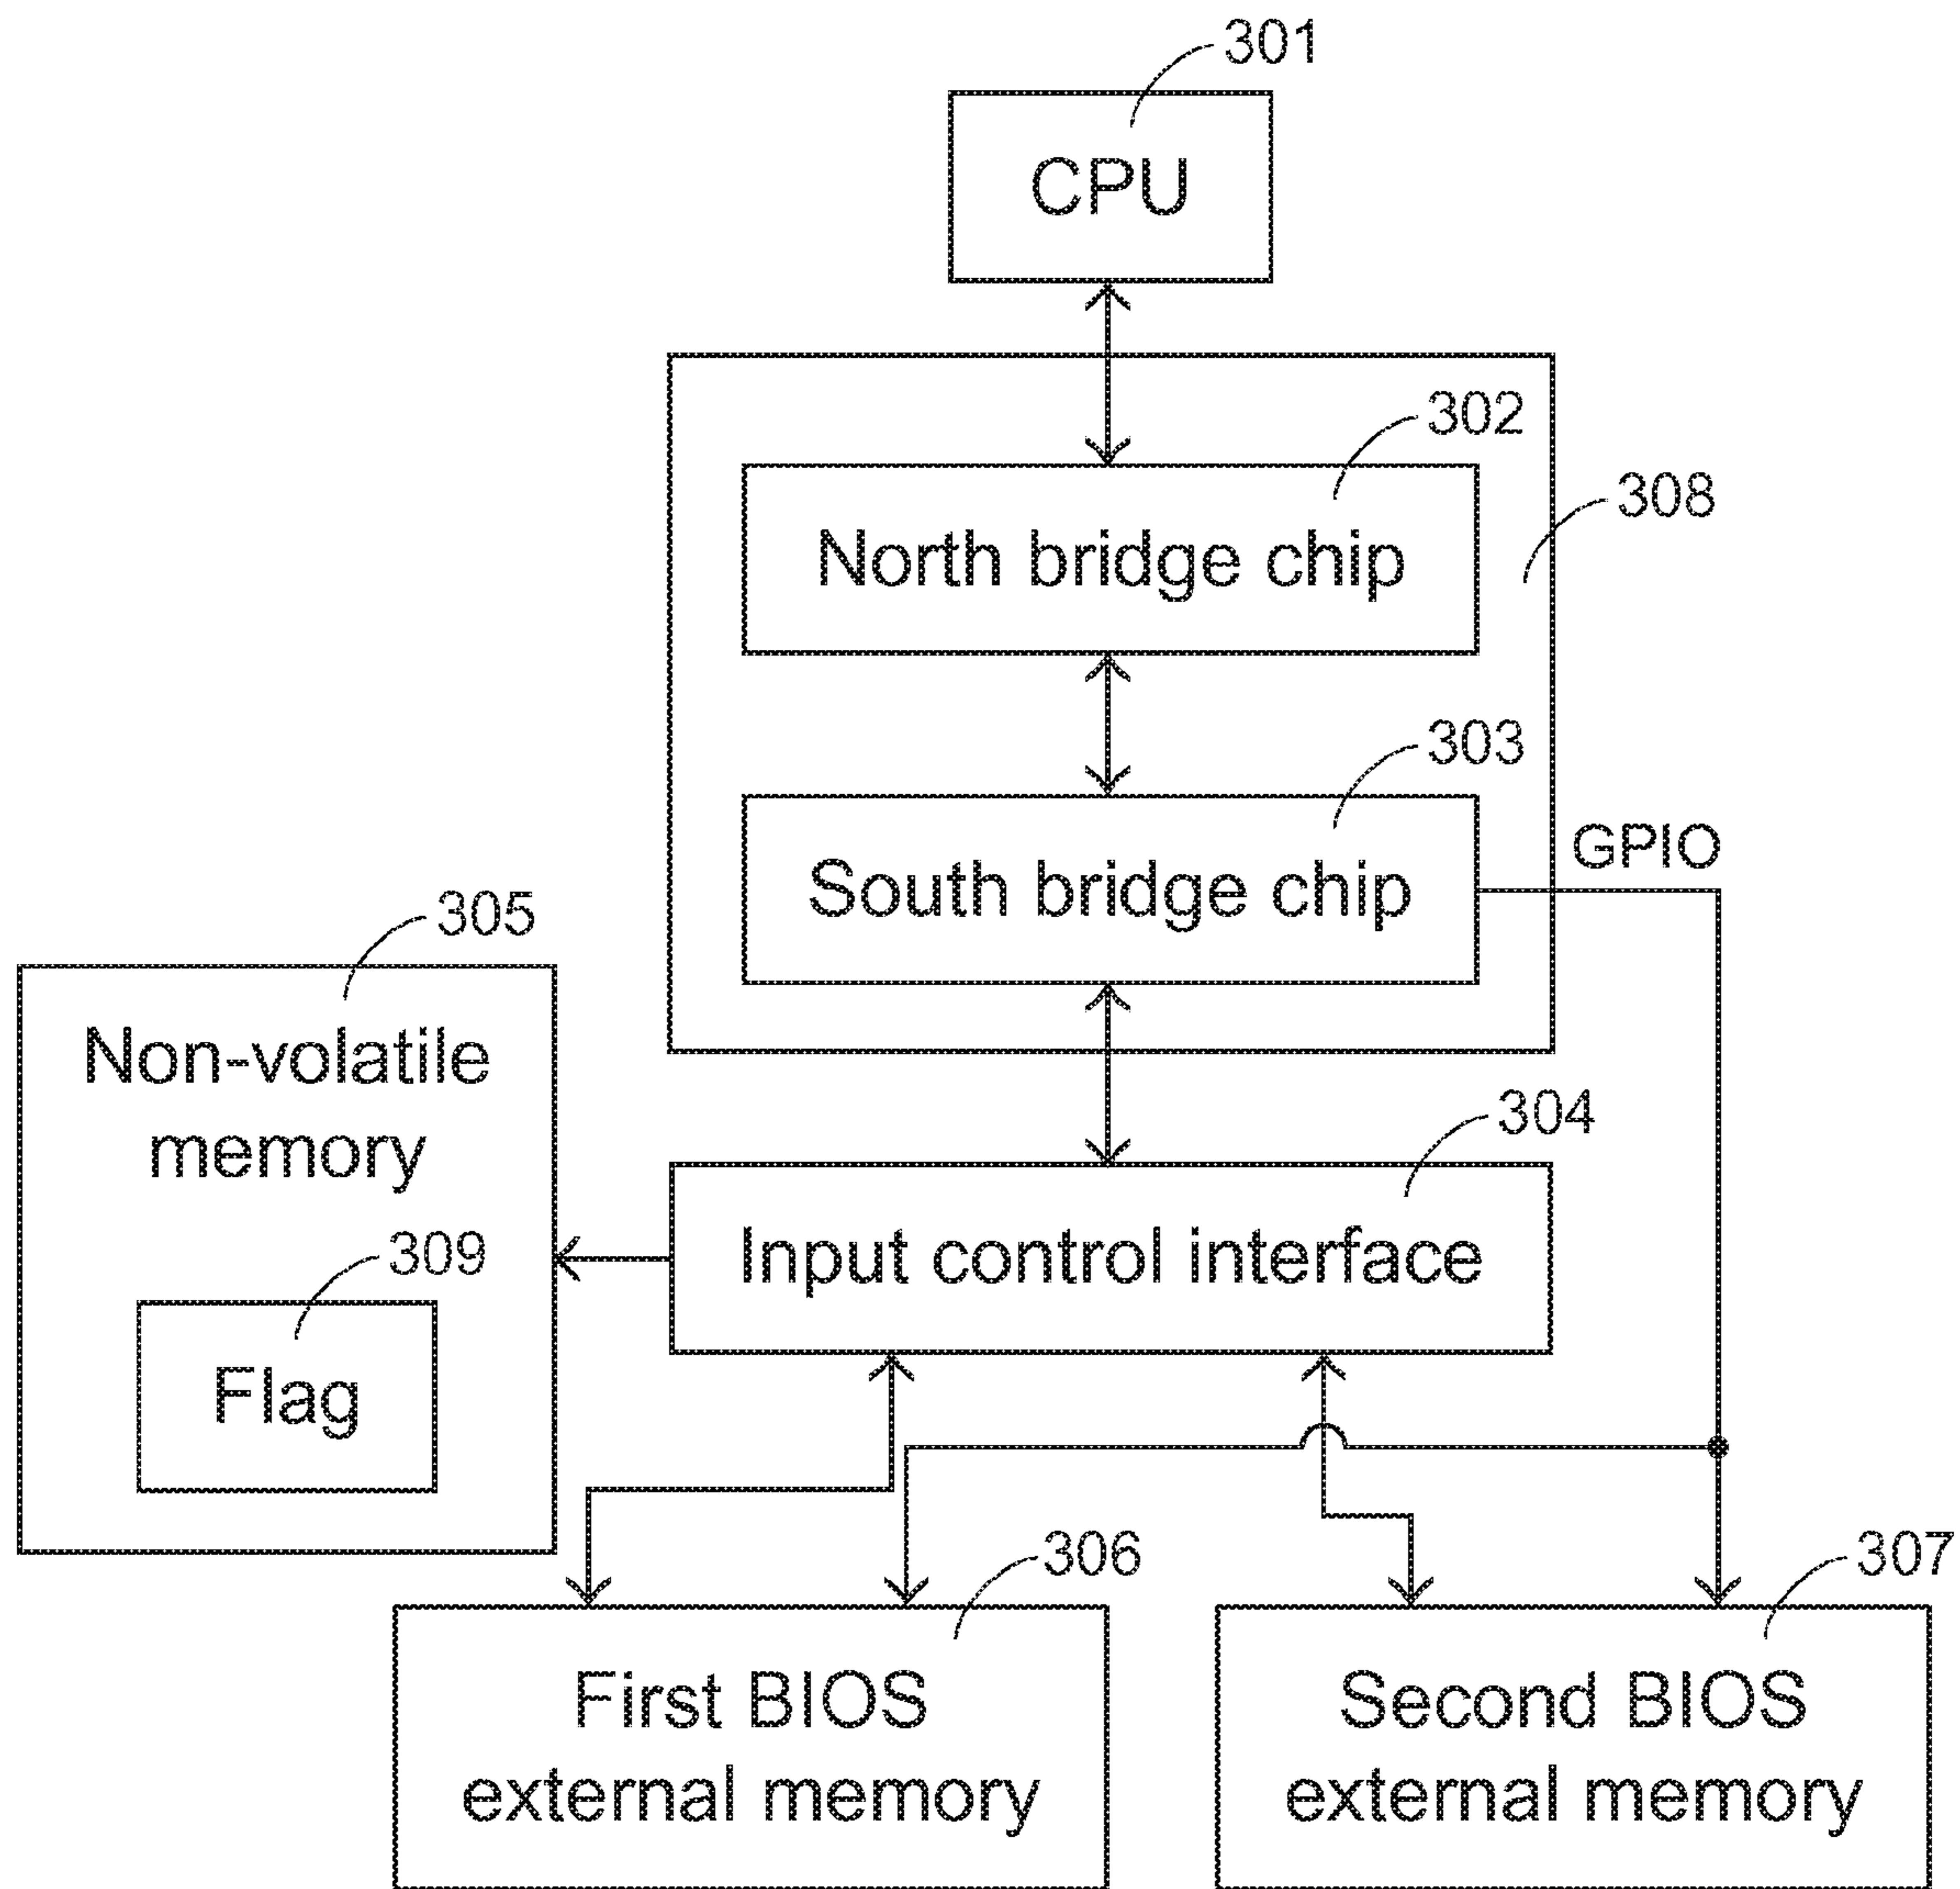 301
CPU
302
308
North bridge chip
303
GPIO
South bridge chip
305
Non-volatile
memory
304
309
Input control interface
Flag
306
307
First BIOS
external memory
Second BIOS
external memory